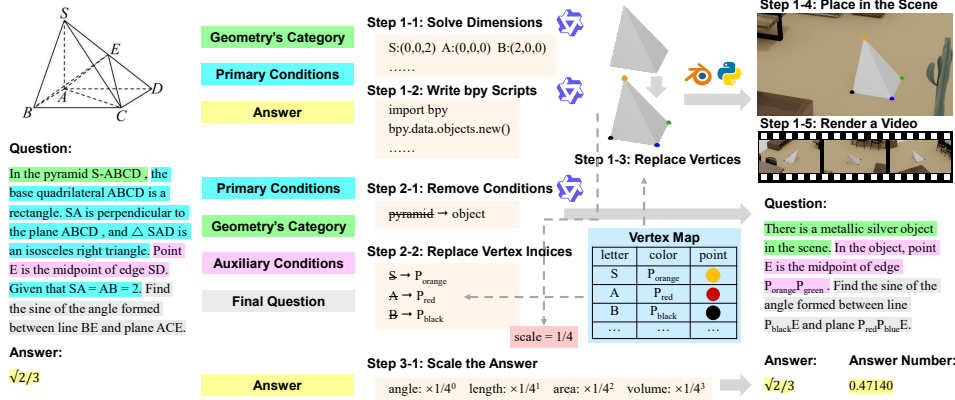 S
E
A
D
B
C
Question:
In the pyramid S-ABCD , the
base quadrilateral ABCD is a
rectangle. SA is perpendicular to
the plane ABCD , and △ SAD is
an isosceles right triangle. Point
E is the midpoint of edge SD.
Given that SA = AB = 2. Find
the sine of the angle formed
between line BE and plane ACE.
Answer:
√2/3
Geometry's Category
Primary Conditions
Answer
Primary Conditions
Geometry's Category
Auxiliary Conditions
Final Question
Answer
Step 1-1: Solve Dimensions
S:(0,0,2) A:(0,0,0) B:(2,0,0)
……
Step 1-2: Write bpy Scripts
import bpy
bpy.data.objects.new()
……
Step 1-3: Replace Vertices
Step 2-1: Remove Conditions
pyramid → object
Step 2-2: Replace Vertex Indices
S → Porange
A → Pred
B → Pblack
scale = 1/4
Vertex Map
letter color point
S Porange
A Pred
B Pblack
… … …
Step 3-1: Scale the Answer
angle: ×1/4⁰ length: ×1/4¹ area: ×1/4² volume: ×1/4³
Step 1-4: Place in the Scene
Step 1-5: Render a Video
Question:
There is a metallic silver object
in the scene. In the object, point
E is the midpoint of edge
PorangePgreen . Find the sine of the
angle formed between line
PblackE and plane PredPblueE.
Answer: Answer Number:
√2/3 0.47140